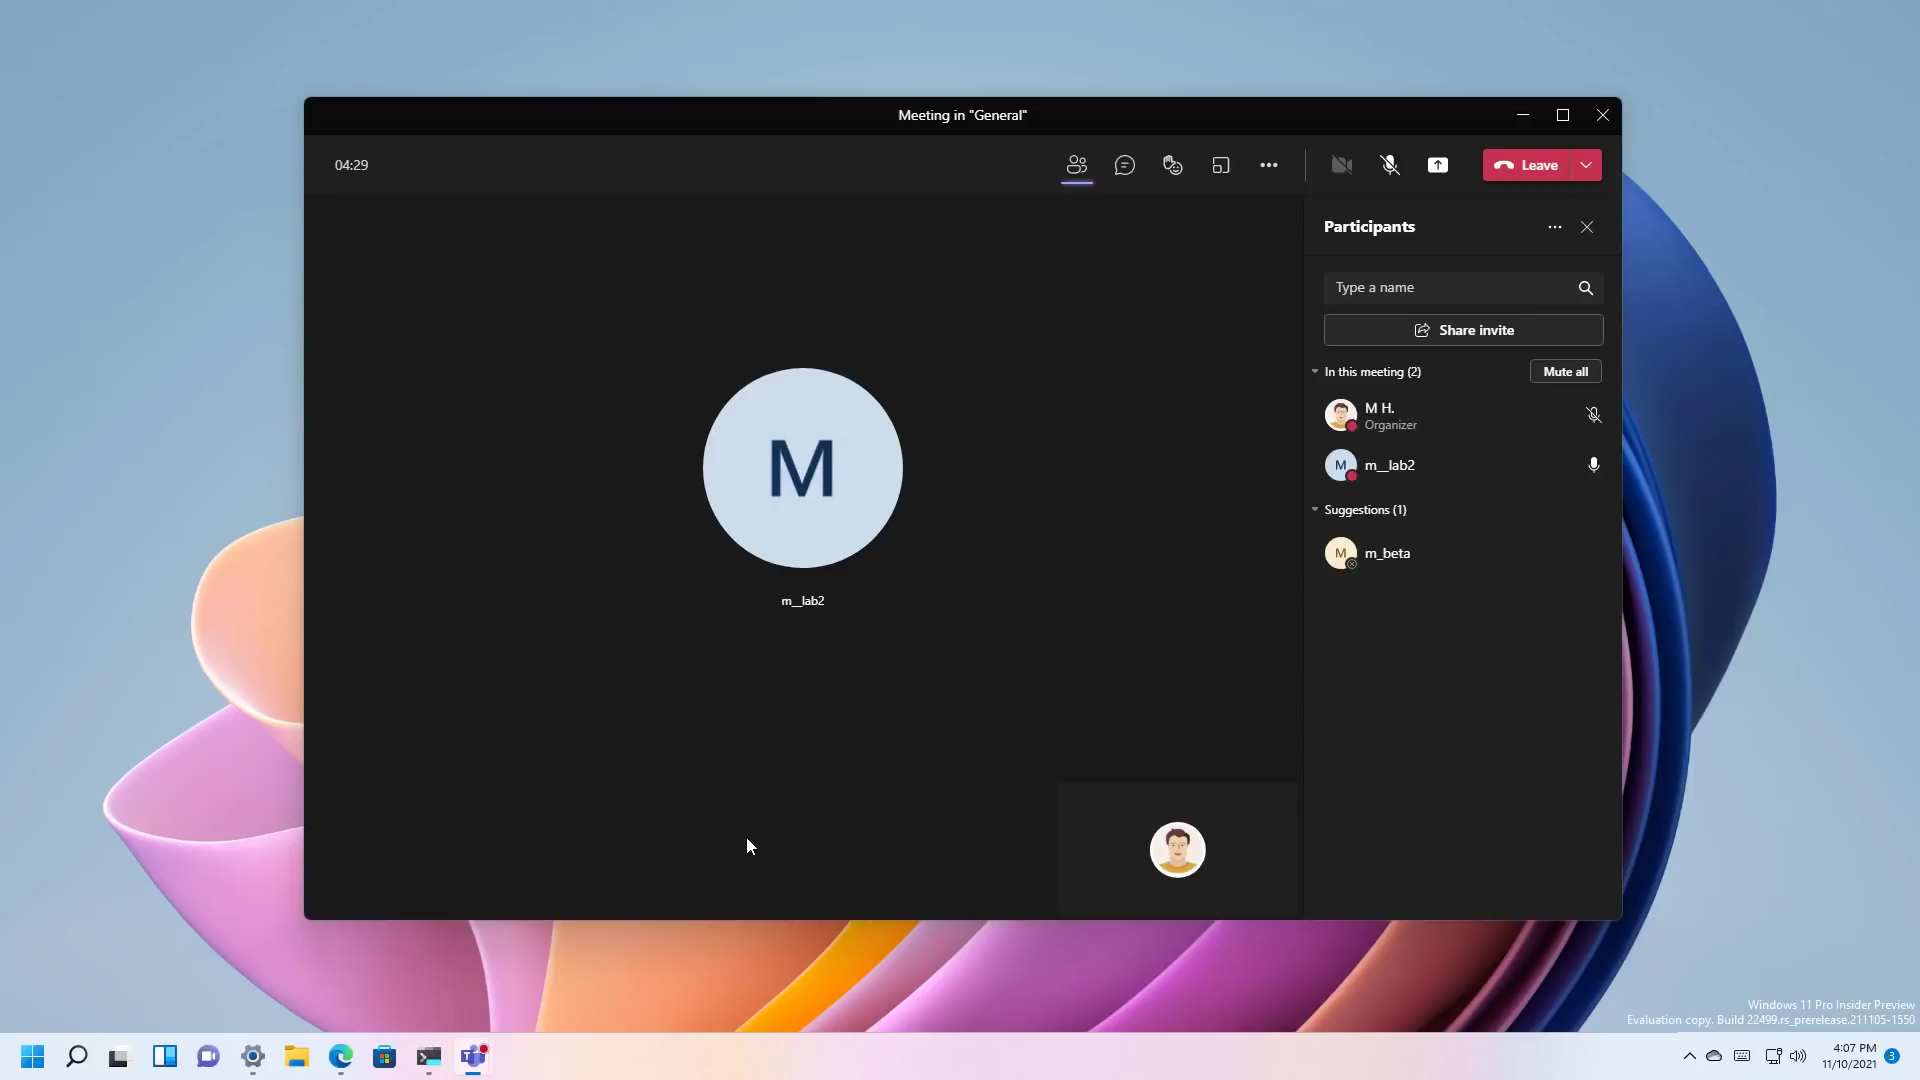 Meeting in "General"
04:29
Leave
Participants
Type a name
Share invite
In this meeting (2)
Mute all
M H.
Organizer
M
m__lab2
Suggestions (1)
M
m_beta
M
m__lab2
Windows 11 Pro Insider Preview
Evaluation copy. Build 22499.rs_prerelease.211105-1550
4:07 PM
11/10/2021
3